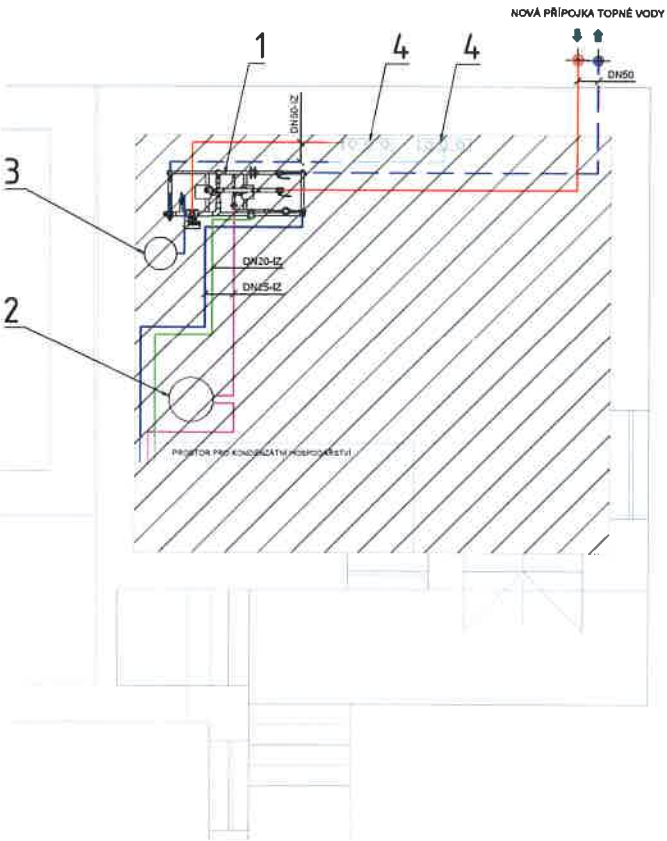 NOVÁ PŘÍPOJKA TOPNÉ VODY
1
4
4
DN50
DN50-IZ
3
DN20-IZ
DN25-IZ
2
PROSTOR PRO KONDENZÁTNÍ HOSPODÁŘSTVÍ